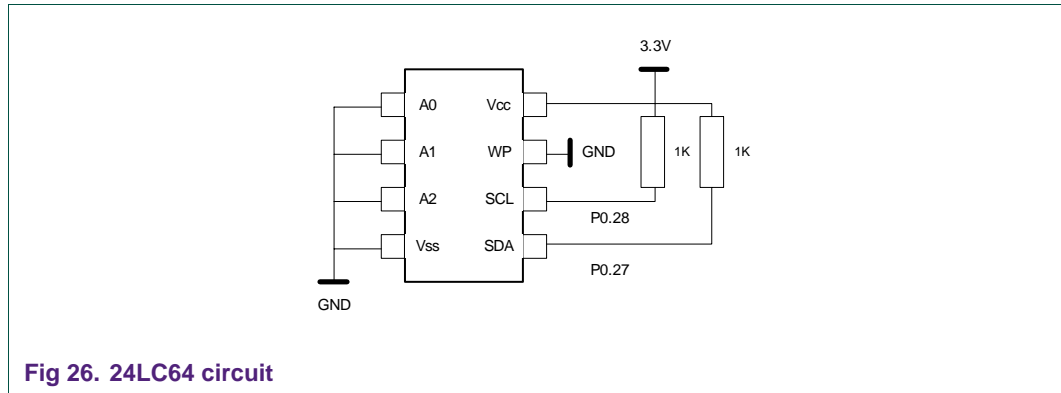 3.3V
A0 Vcc
A1 WP GND 1K 1K
A2 SCL
P0.28
Vss SDA
P0.27
GND
Fig 26. 24LC64 circuit